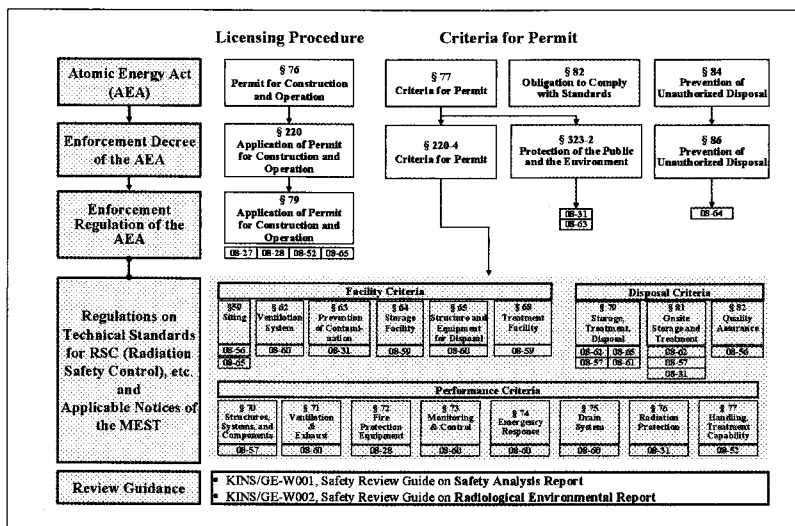 Licensing Procedure
Criteria for Permit
Atomic Energy Act
(AEA)
§ 76
Permit for Construction
and Operation
§ 77
Criteria for Permit
§ 82
Obligation to Comply
with Standards
§ 84
Prevention of
Unauthorized Disposal
Enforcement Decree
of the AEA
§ 220
Application of Permit
for Construction and
Operation
§ 220-4
Criteria for Permit
§ 323-2
Protection of the Public
and the Environment
§ 86
Prevention of
Unauthorized Disposal
Enforcement
Regulation of the
AEA
§ 79
Application of Permit
for Construction and
Operation
08-27 08-28 08-52 08-65
08-31
08-63
08-64
Regulations on
Technical Standards
for RSC (Radiation
Safety Control), etc.
and
Applicable Notices of
the MEST
Facility Criteria
§59
Siting
08-56
08-65
§ 62
Ventilation
System
08-60
§ 63
Prevention
of Contami-
nation
08-31
§ 64
Storage
Facility
08-59
§ 65
Structure and
Equipment
for Disposal
08-60
§ 68
Treatment
Facility
08-59
Disposal Criteria
§ 79
Storage,
Treatment,
Disposal
08-62 08-65
08-57 08-61
§ 81
Onsite
Storage and
Treatment
08-62
08-57
08-31
§ 82
Quality
Assurance
08-56
Performance Criteria
§ 70
Structures,
Systems, and
Components
08-57
§ 71
Ventilation
&
Exhaust
08-60
§ 72
Fire
Protection
Equipment
08-28
§ 73
Monitoring
& Control
08-60
§ 74
Emergency
Response
08-60
§ 75
Drain
System
08-60
§ 76
Radiation
Protection
08-31
§ 77
Handling,
Treatment
Capability
08-52
Review Guidance
• KINS/GE-W001, Safety Review Guide on Safety Analysis Report
• KINS/GE-W002, Safety Review Guide on Radiological Environmental Report